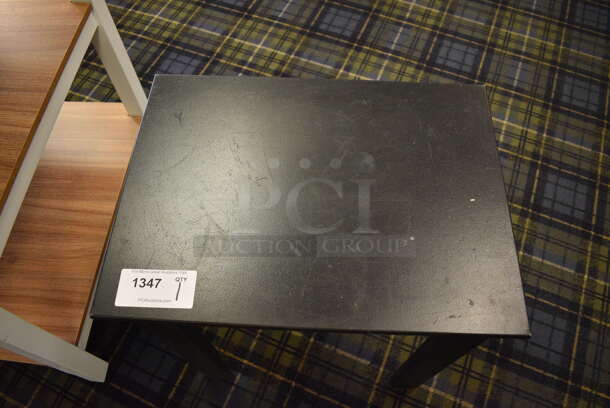 PCI
AUCTION GROUP
1347
QTY
1